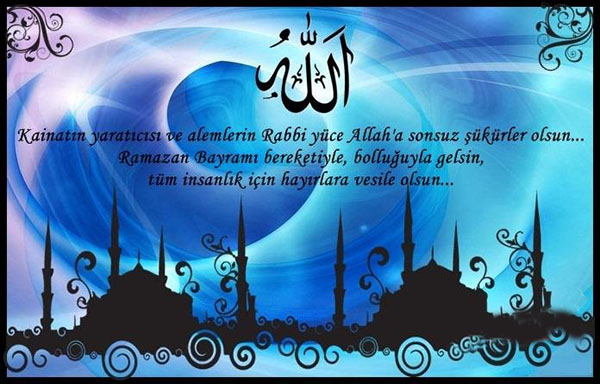 الله
Kainatın yaratıcısı ve alemlerin Rabbi yüce Allah'a sonsuz şükürler olsun...
Ramazan Bayramı bereketiyle, bolluğuyla gelsin,
tüm insanlık için hayırlara vesile olsun...